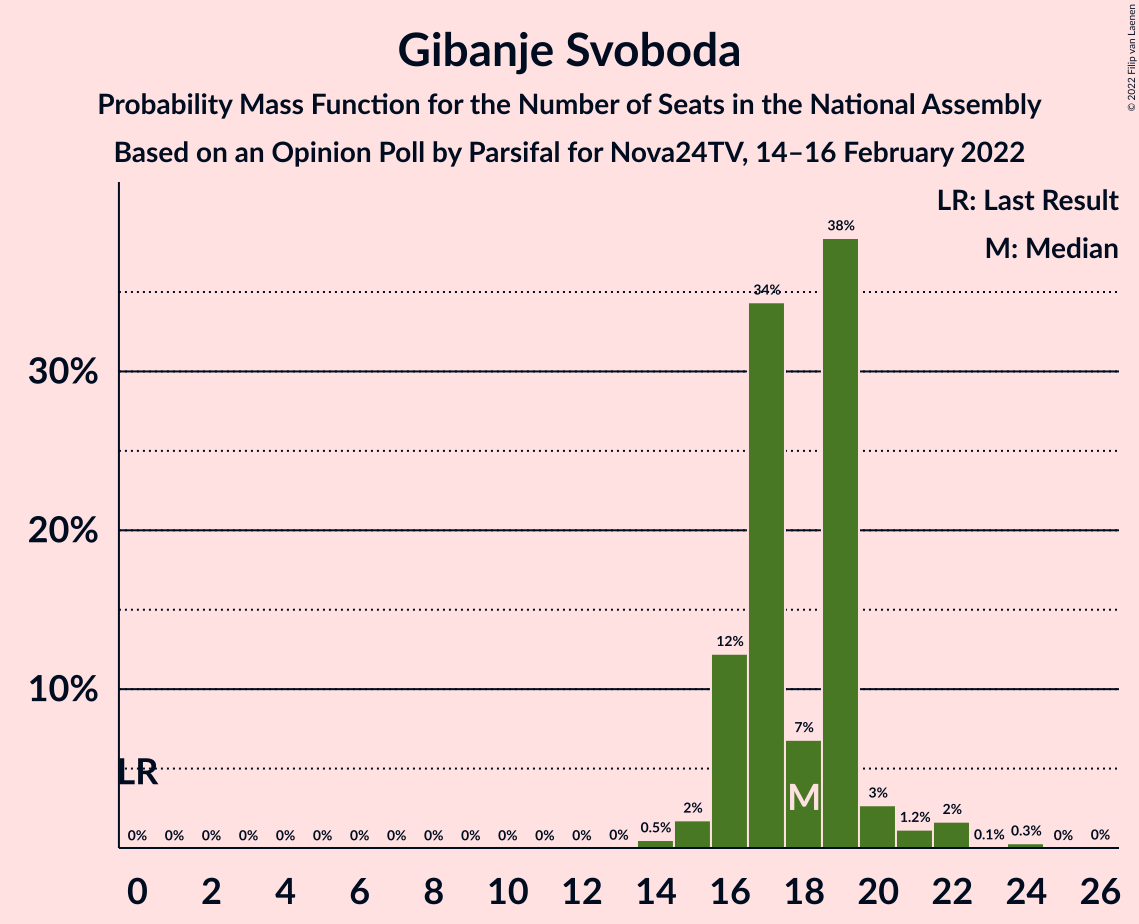 Gibanje Svoboda
Probability Mass Function for the Number of Seats in the National Assembly
Based on an Opinion Poll by Parsifal for Nova24TV, 14–16 February 2022
© 2022 Filip van Laenen
LR: Last Result
M: Median
30%
20%
10%
LR
M
0% 0% 0% 0% 0% 0% 0% 0% 0% 0% 0% 0% 0% 0% 0.5% 2% 12% 34% 7% 38% 3% 1.2% 2% 0.1% 0.3% 0% 0%
0 2 4 6 8 10 12 14 16 18 20 22 24 26